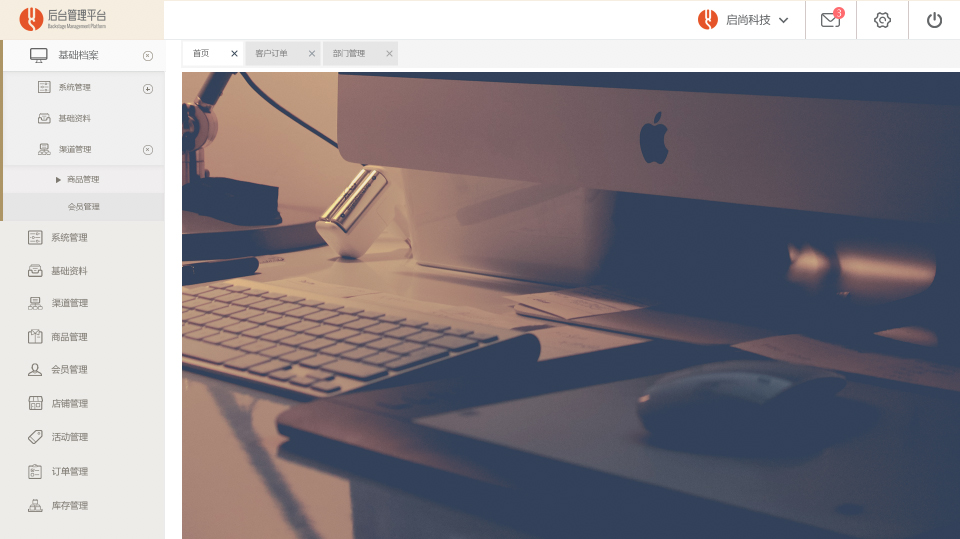 后台管理平台
Backstage Management Platform
启尚科技
3
基础档案
首页
客户订单
部门管理
系统管理
基础资料
渠道管理
商品管理
会员管理
系统管理
基础资料
渠道管理
商品管理
会员管理
店铺管理
活动管理
订单管理
库存管理